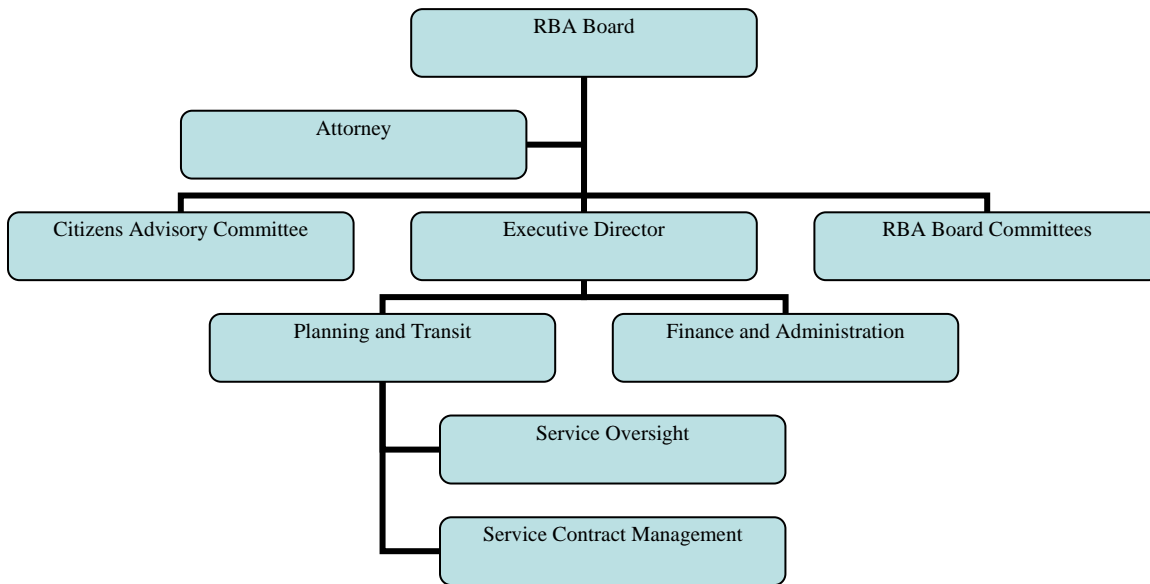 RBA Board
Attorney
Citizens Advisory Committee
Executive Director
RBA Board Committees
Planning and Transit
Finance and Administration
Service Oversight
Service Contract Management